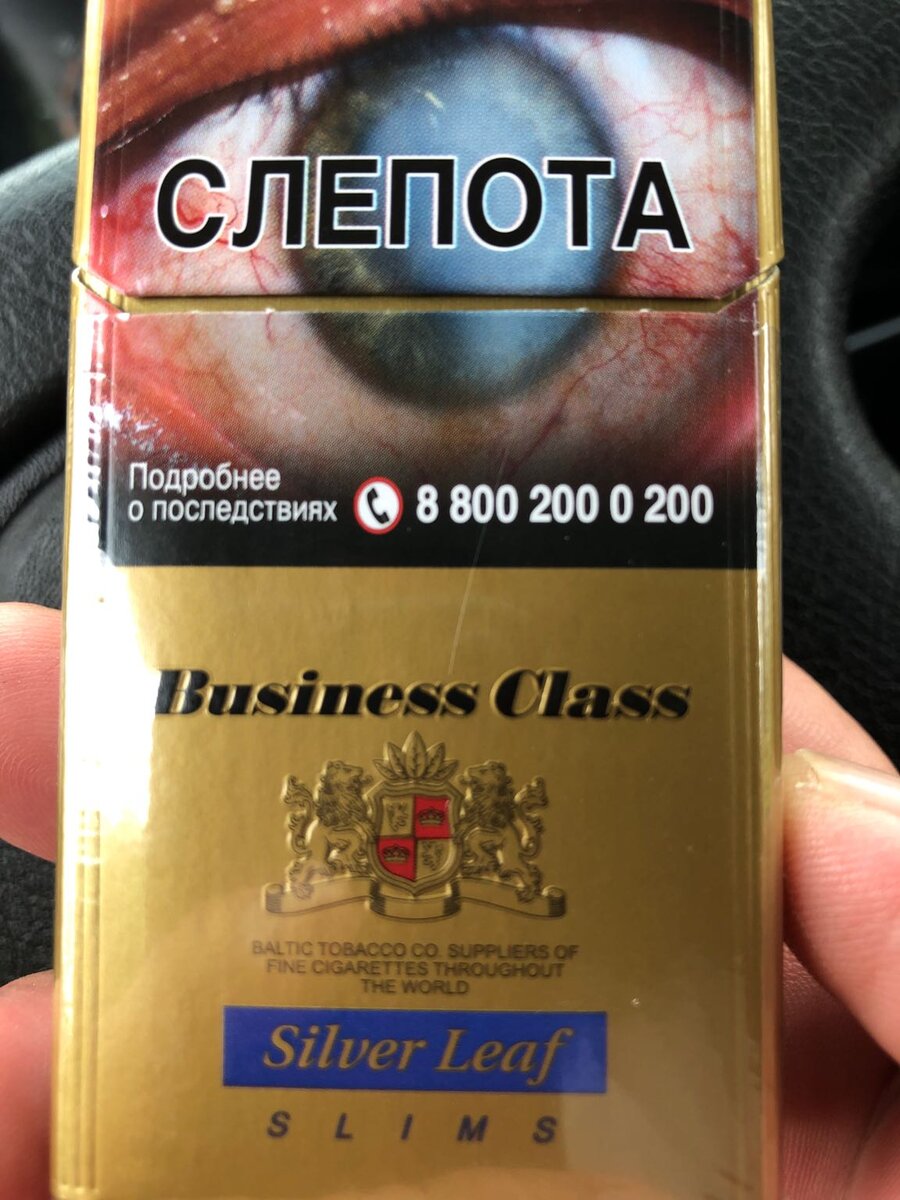 СЛЕПОТА
Подробнее
о последствиях 8 800 200 0 200
Business Class
BALTIC TOBACCO CO. SUPPLIERS OF
FINE CIGARETTES THROUGHOUT
THE WORLD
Silver Leaf
SLIMS